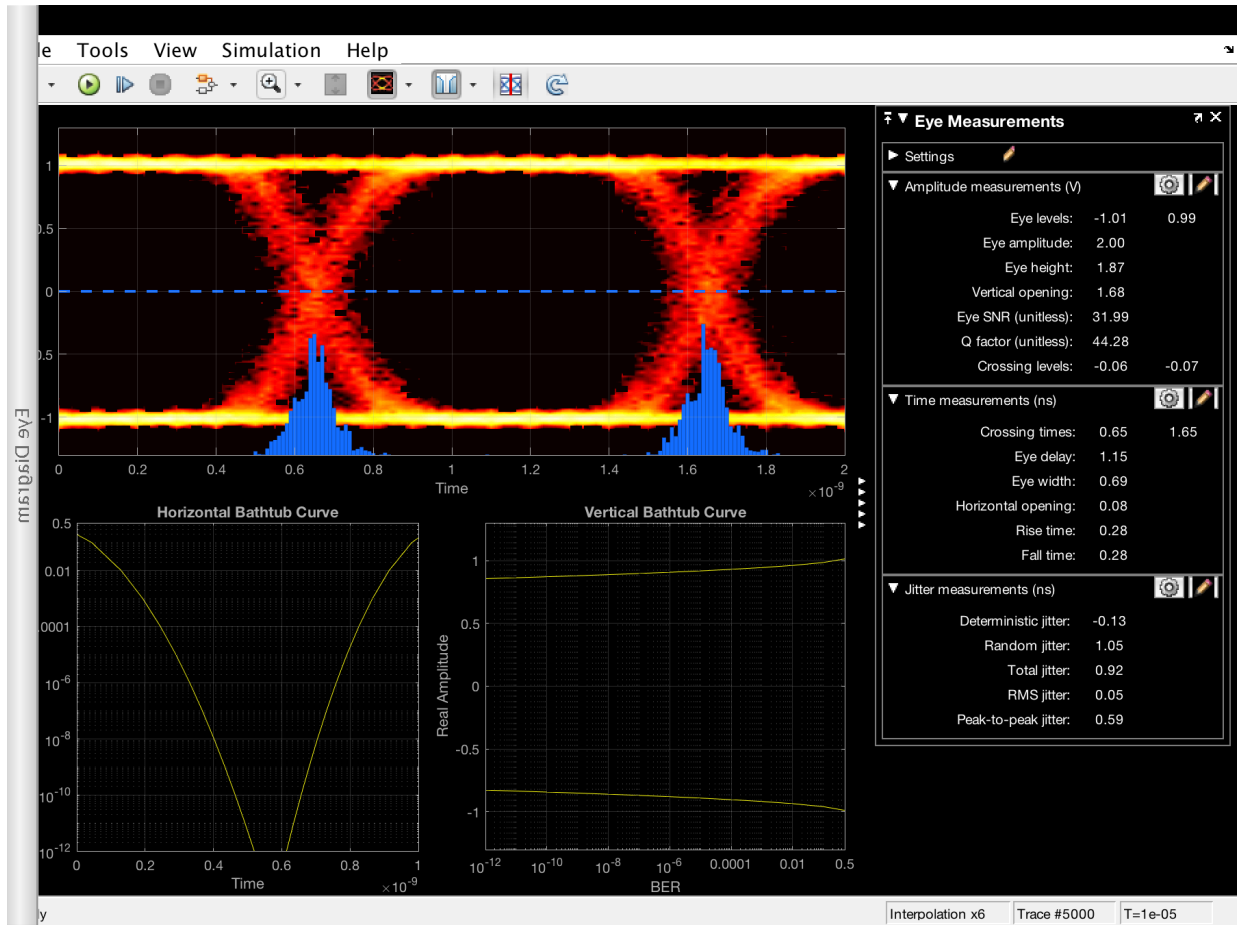 le Tools View Simulation Help
Eye Diagram
1
0.5
0
0.5
-1
0 0.2 0.4 0.6 0.8 1 1.2 1.4 1.6 1.8 2
Time
×10^-9
Horizontal Bathtub Curve
0.5
0.01
0.0001
10^-6
10^-8
10^-10
10^-12
0 0.2 0.4 0.6 0.8 1
Time
×10^-9
Vertical Bathtub Curve
Real Amplitude
1
0.5
0
-0.5
-1
10^-12 10^-10 10^-8 10^-6 0.0001 0.01 0.5
BER
Eye Measurements
Settings
Amplitude measurements (V)
Eye levels: -1.01 0.99
Eye amplitude: 2.00
Eye height: 1.87
Vertical opening: 1.68
Eye SNR (unitless): 31.99
Q factor (unitless): 44.28
Crossing levels: -0.06 -0.07
Time measurements (ns)
Crossing times: 0.65 1.65
Eye delay: 1.15
Eye width: 0.69
Horizontal opening: 0.08
Rise time: 0.28
Fall time: 0.28
Jitter measurements (ns)
Deterministic jitter: -0.13
Random jitter: 1.05
Total jitter: 0.92
RMS jitter: 0.05
Peak-to-peak jitter: 0.59
y
Interpolation x6 Trace #5000 T=1e-05